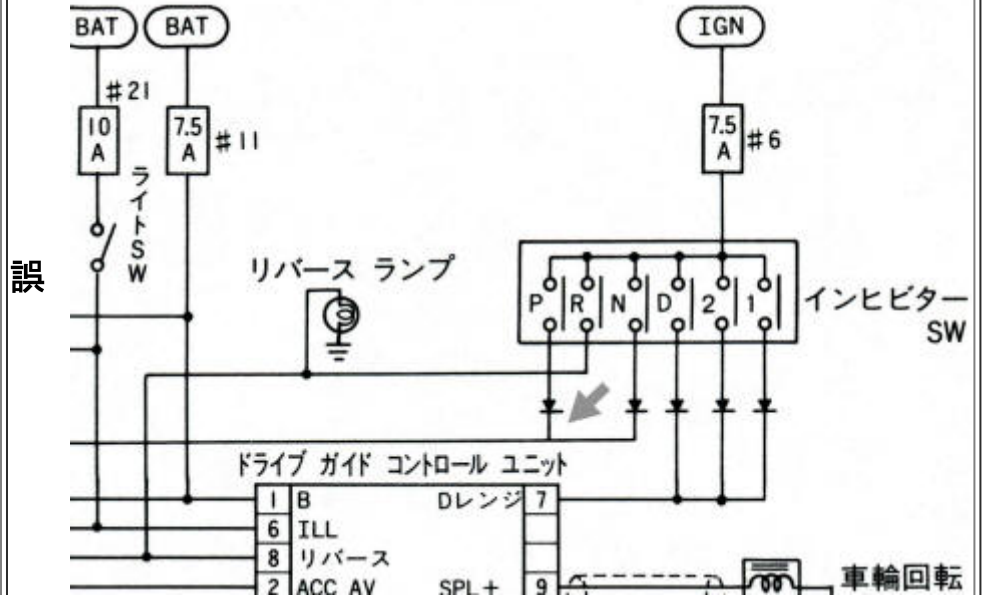 BAT BAT IGN
#21
10 A
7.5 A
#11
7.5 A
#6
ライトSW
誤
リバース ランプ
P R N D 2 1
インヒビター
SW
ドライブ ガイド コントロール ユニット
1 B Dレンジ 7
6 ILL
8 リバース
2 ACC AV SPL+ 9
車輪回転